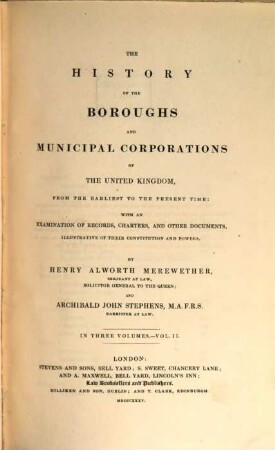 THE
HISTORY
OF THE
BOROUGHS
AND
MUNICIPAL CORPORATIONS
OF
THE UNITED KINGDOM,
FROM THE EARLIEST TO THE PRESENT TIME:
WITH AN
EXAMINATION OF RECORDS, CHARTERS, AND OTHER DOCUMENTS,
ILLUSTRATIVE OF THEIR CONSTITUTION AND POWERS.
BY
HENRY ALWORTH MEREWETHER,
SERJEANT AT LAW,
SOLICITOR GENERAL TO THE QUEEN;
AND
ARCHIBALD JOHN STEPHENS, M.A.F.R.S.
BARRISTER AT LAW;
IN THREE VOLUMES.—VOL. II.
LONDON:
STEVENS AND SONS, BELL YARD; S. SWEET, CHANCERY LANE;
AND A. MAXWELL, BELL YARD, LINCOLN'S INN;
Law Booksellers and Publishers.
MILLIKEN AND SON, DUBLIN; AND T. CLARK, EDINBURGH
MDCCCXXXV.